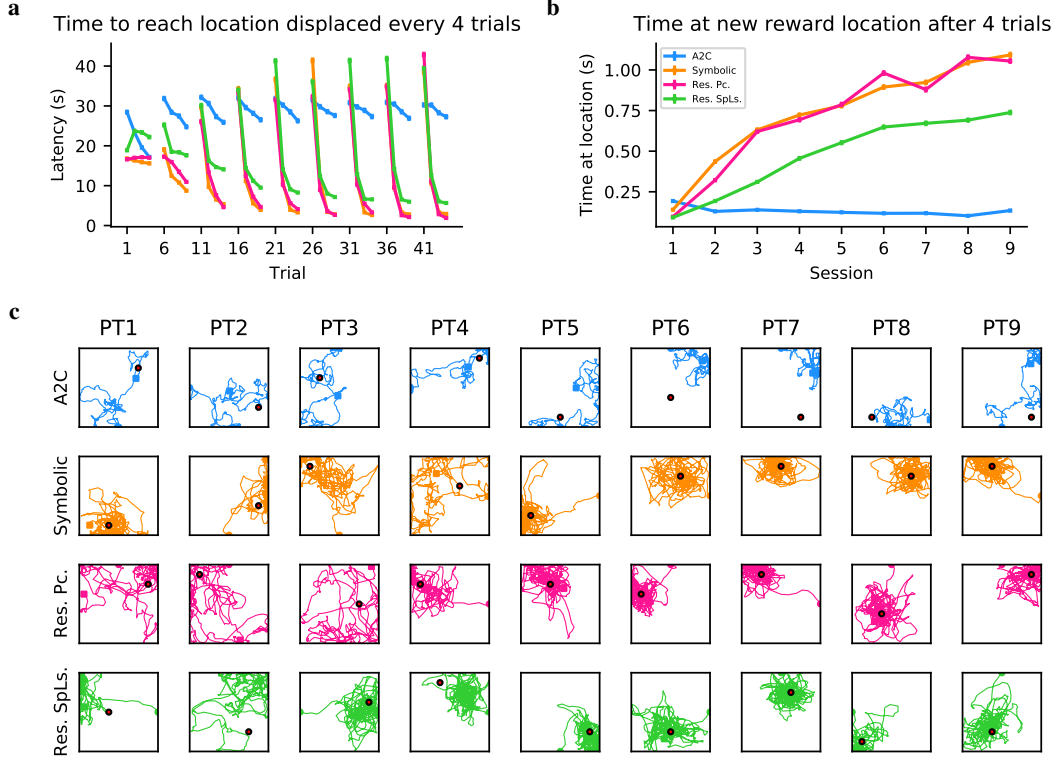 a
Time to reach location displaced every 4 trials
Latency (s)
40
30
20
10
0
1 6 11 16 21 26 31 36 41
Trial
b
Time at new reward location after 4 trials
A2C
Symbolic
Res. Pc.
Res. SpLs.
Time at location (s)
1.00
0.75
0.50
0.25
1 2 3 4 5 6 7 8 9
Session
c
PT1 PT2 PT3 PT4 PT5 PT6 PT7 PT8 PT9
A2C
Symbolic
Res. Pc.
Res. SpLs.